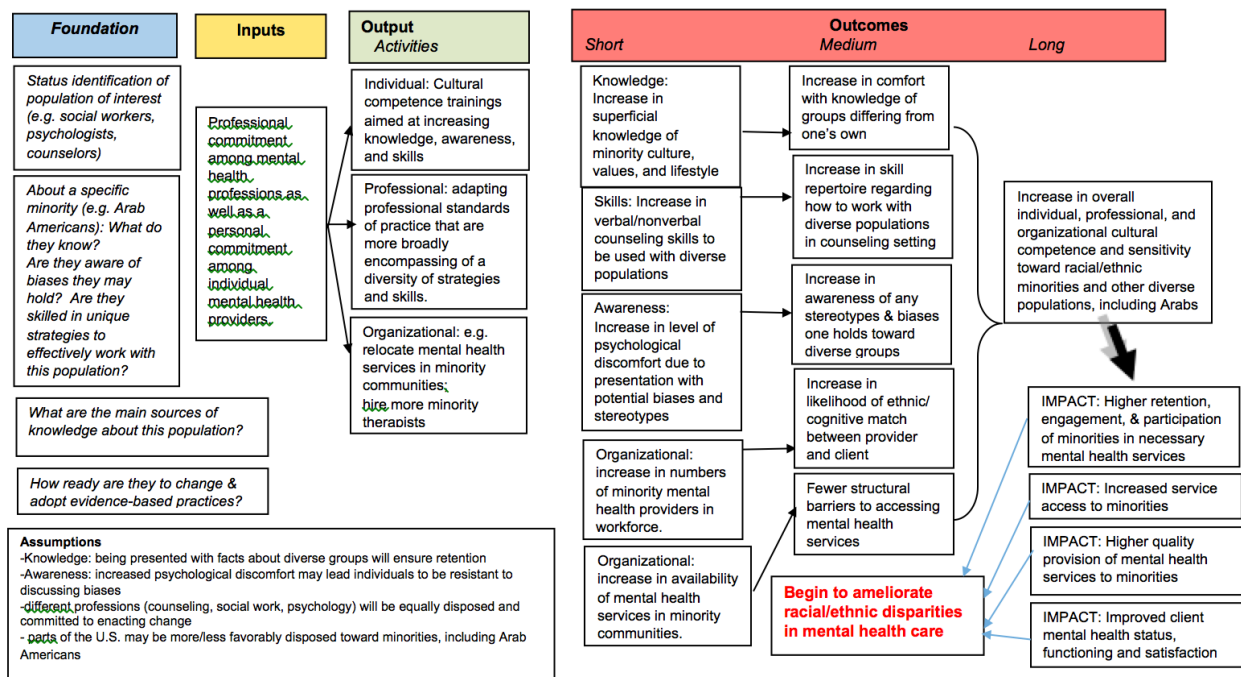 Foundation
Inputs
Output
Activities
Outcomes
Short
Medium
Long
Status identification of
population of interest
(e.g. social workers,
psychologists,
counselors)
About a specific
minority (e.g. Arab
Americans): What do
they know?
Are they aware of
biases they may
hold? Are they
skilled in unique
strategies to
effectively work with
this population?
What are the main sources of
knowledge about this population?
How ready are they to change &
adopt evidence-based practices?
Professional
commitment
among mental
health
professions as
well as a
personal
commitment
among
individual
mental health
providers.
Individual: Cultural
competence trainings
aimed at increasing
knowledge, awareness,
and skills
Professional: adapting
professional standards
of practice that are
more broadly
encompassing of a
diversity of strategies
and skills.
Organizational: e.g.
relocate mental health
services in minority
communities;
hire more minority
therapists
Knowledge:
Increase in
superficial
knowledge of
minority culture,
values, and lifestyle
Skills: Increase in
verbal/nonverbal
counseling skills to
be used with diverse
populations
Awareness:
Increase in level of
psychological
discomfort due to
presentation with
potential biases and
stereotypes
Organizational:
increase in numbers
of minority mental
health providers in
workforce.
Organizational:
increase in availability
of mental health
services in minority
communities.
Increase in comfort
with knowledge of
groups differing from
one's own
Increase in skill
repertoire regarding
how to work with
diverse populations
in counseling setting
Increase in
awareness of any
stereotypes & biases
one holds toward
diverse groups
Increase in
likelihood of ethnic/
cognitive match
between provider
and client
Fewer structural
barriers to accessing
mental health
services
Increase in overall
individual, professional, and
organizational cultural
competence and sensitivity
toward racial/ethnic
minorities and other diverse
populations, including Arabs
IMPACT: Higher retention,
engagement, & participation
of minorities in necessary
mental health services
IMPACT: Increased service
access to minorities
IMPACT: Higher quality
provision of mental health
services to minorities
IMPACT: Improved client
mental health status,
functioning and satisfaction
Begin to ameliorate
racial/ethnic disparities
in mental health care
Assumptions
-Knowledge: being presented with facts about diverse groups will ensure retention
-Awareness: increased psychological discomfort may lead individuals to be resistant to
discussing biases
-different professions (counseling, social work, psychology) will be equally disposed and
committed to enacting change
- parts of the U.S. may be more/less favorably disposed toward minorities, including Arab
Americans